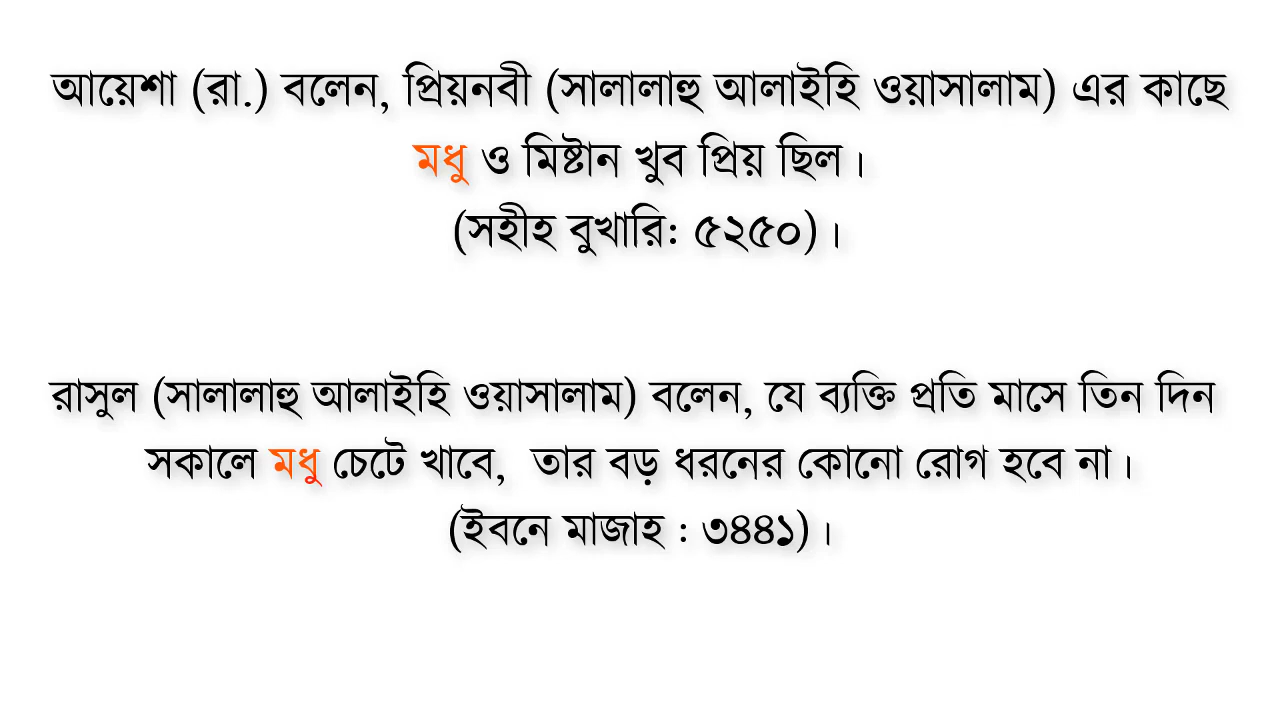 আয়েশা (রা.) বলেন, প্রিয়নবী (সালালাহু আলাইহি ওয়াসালাম) এর কাছে
মধু ও মিষ্টান খুব প্রিয় ছিল।
(সহীহ বুখারি: ৫২৫০)।
রাসুল (সালালাহু আলাইহি ওয়াসালাম) বলেন, যে ব্যক্তি প্রতি মাসে তিন দিন
সকালে মধু চেটে খাবে, তার বড় ধরনের কোনো রোগ হবে না।
(ইবনে মাজাহ : ৩৪৪১)।